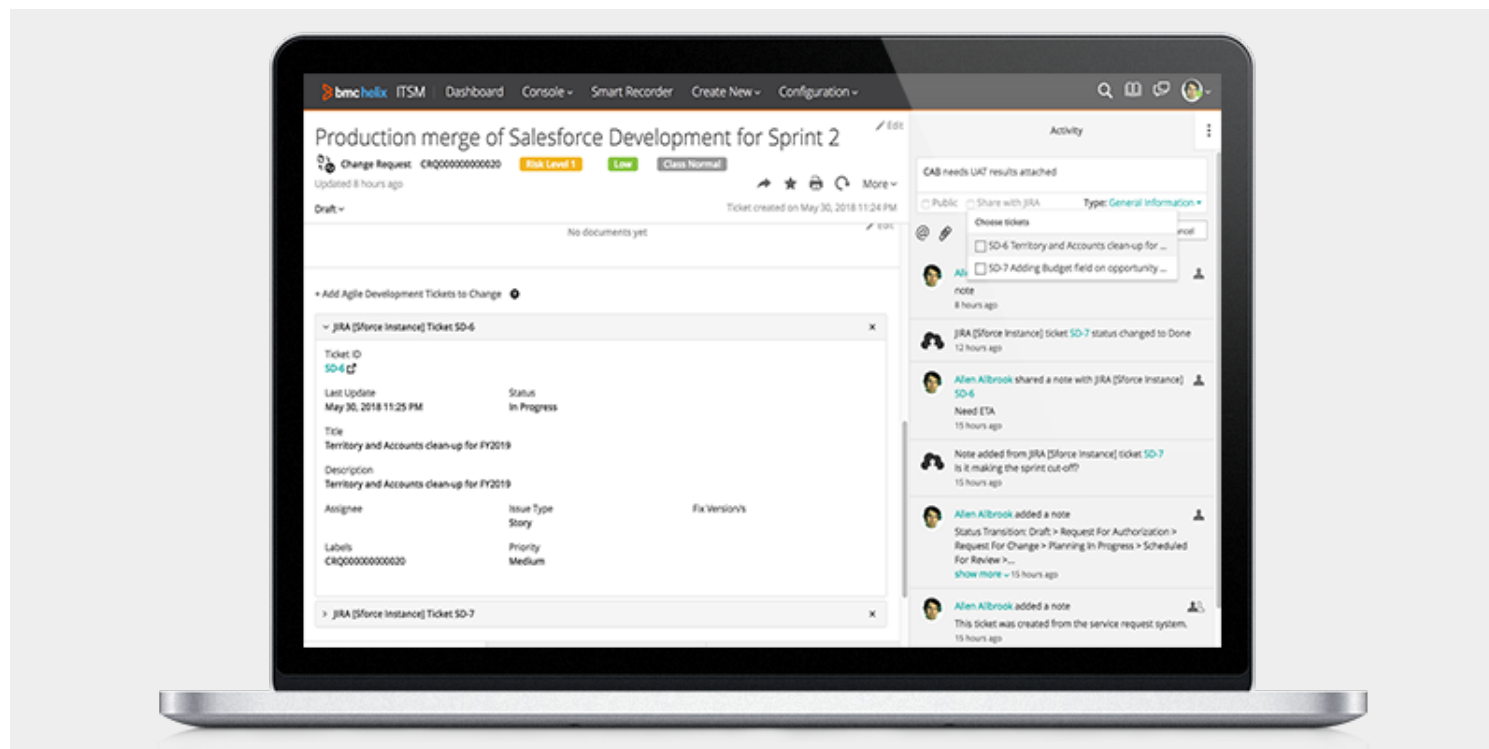 bmchelix ITSM Dashboard Console Smart Recorder Create New Configuration
Production merge of Salesforce Development for Sprint 2
Edit
Change Request CRQ000000000020 Risk Level 1 Low Class Normal
Updated 8 hours ago
More
Draft
Ticket created on May 30, 2018 11:24 PM
No documents yet
Edit
+ Add Agile Development Tickets to Change
JIRA [Sforce Instance] Ticket SD-6
Ticket ID
SD-6
Last Update Status
May 30, 2018 11:25 PM In Progress
Title
Territory and Accounts clean-up for FY2019
Description
Territory and Accounts clean-up for FY2019
Assignee Issue Type Fix Version/s
Story
Labels Priority
CRQ000000000020 Medium
JIRA [Sforce Instance] Ticket SD-7
Activity
CAB needs UAT results attached
Public Share with JIRA Type: General Information
Choose tickets
SD-6 Territory and Accounts clean-up for ...
SD-7 Adding Budget field on opportunity ...
note
8 hours ago
JIRA [Sforce Instance] ticket SD-7 status changed to Done
12 hours ago
Allen Allbrook shared a note with JIRA [Sforce Instance]
SD-6
Need ETA
15 hours ago
Note added from JIRA [Sforce Instance] ticket SD-7
Is it making the sprint cut-off?
15 hours ago
Allen Allbrook added a note
Status Transition: Draft > Request For Authorization >
Request For Change > Planning In Progress > Scheduled
For Review >...
show more 15 hours ago
Allen Allbrook added a note
This ticket was created from the service request system.
15 hours ago